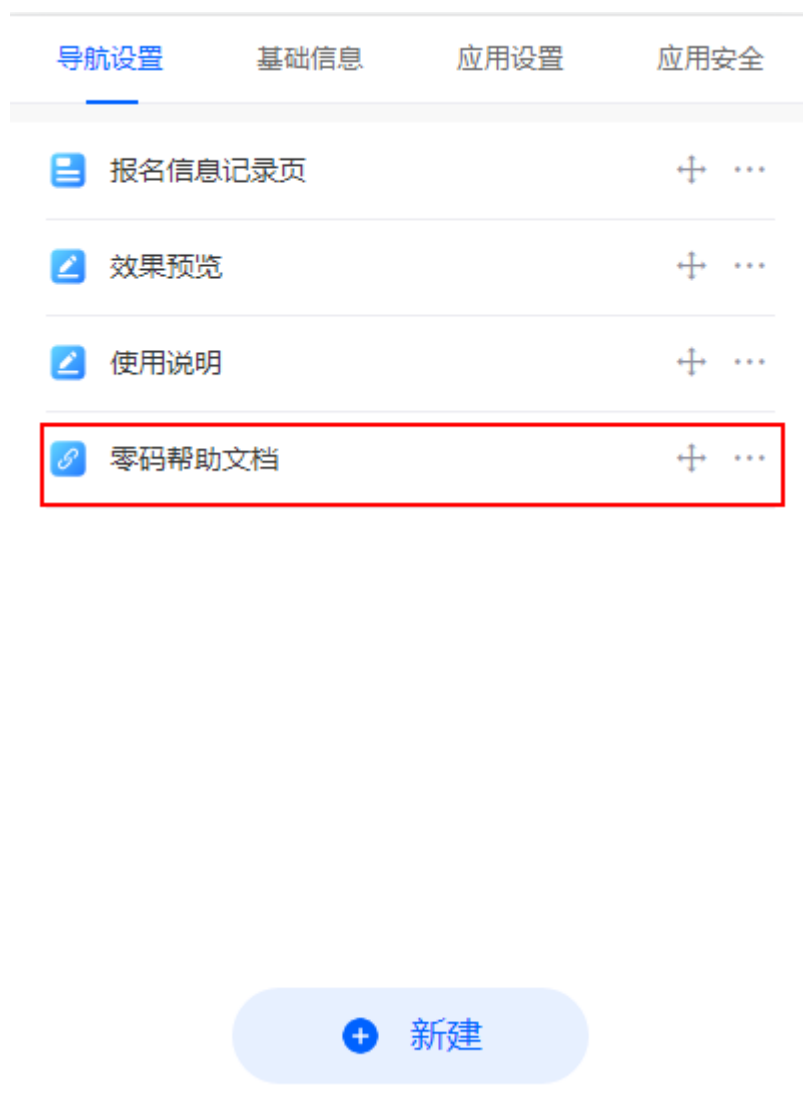 导航设置 基础信息 应用设置 应用安全
报名信息记录页
效果预览
使用说明
零码帮助文档
新建